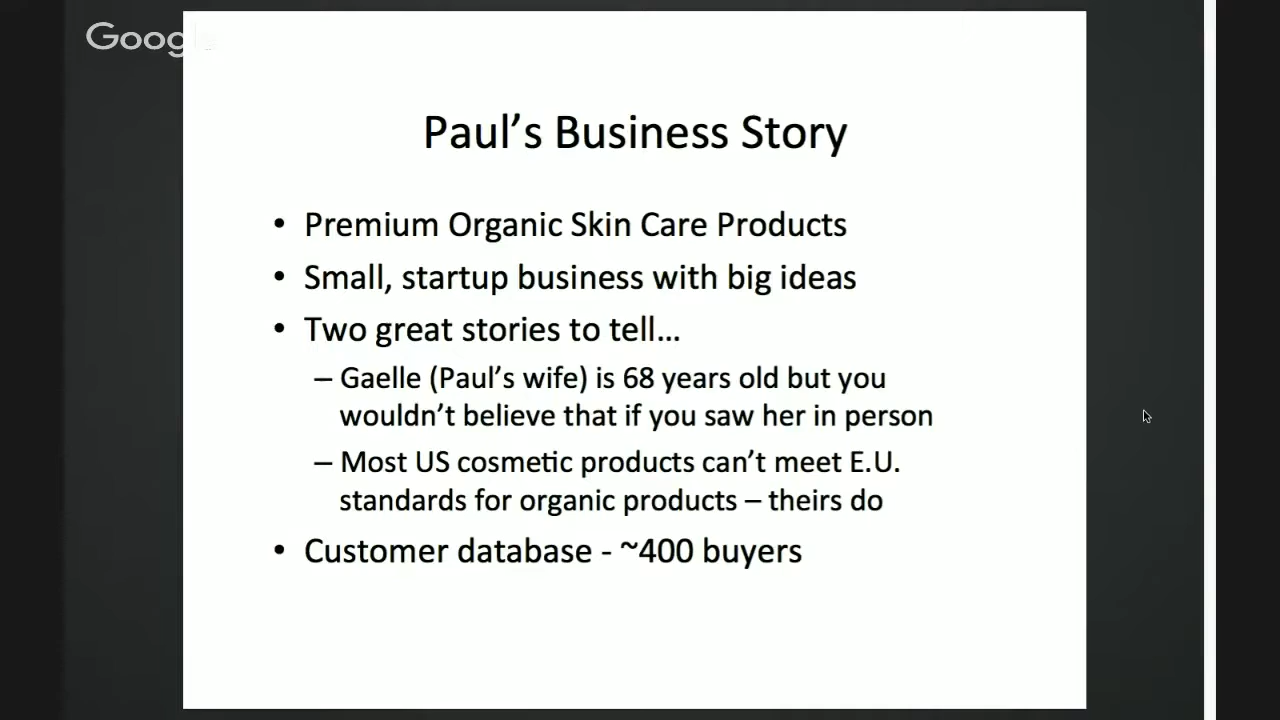 Google
Paul’s Business Story
• Premium Organic Skin Care Products
• Small, startup business with big ideas
• Two great stories to tell…
– Gaelle (Paul’s wife) is 68 years old but you
wouldn’t believe that if you saw her in person
– Most US cosmetic products can’t meet E.U.
standards for organic products – theirs do
• Customer database - ~400 buyers